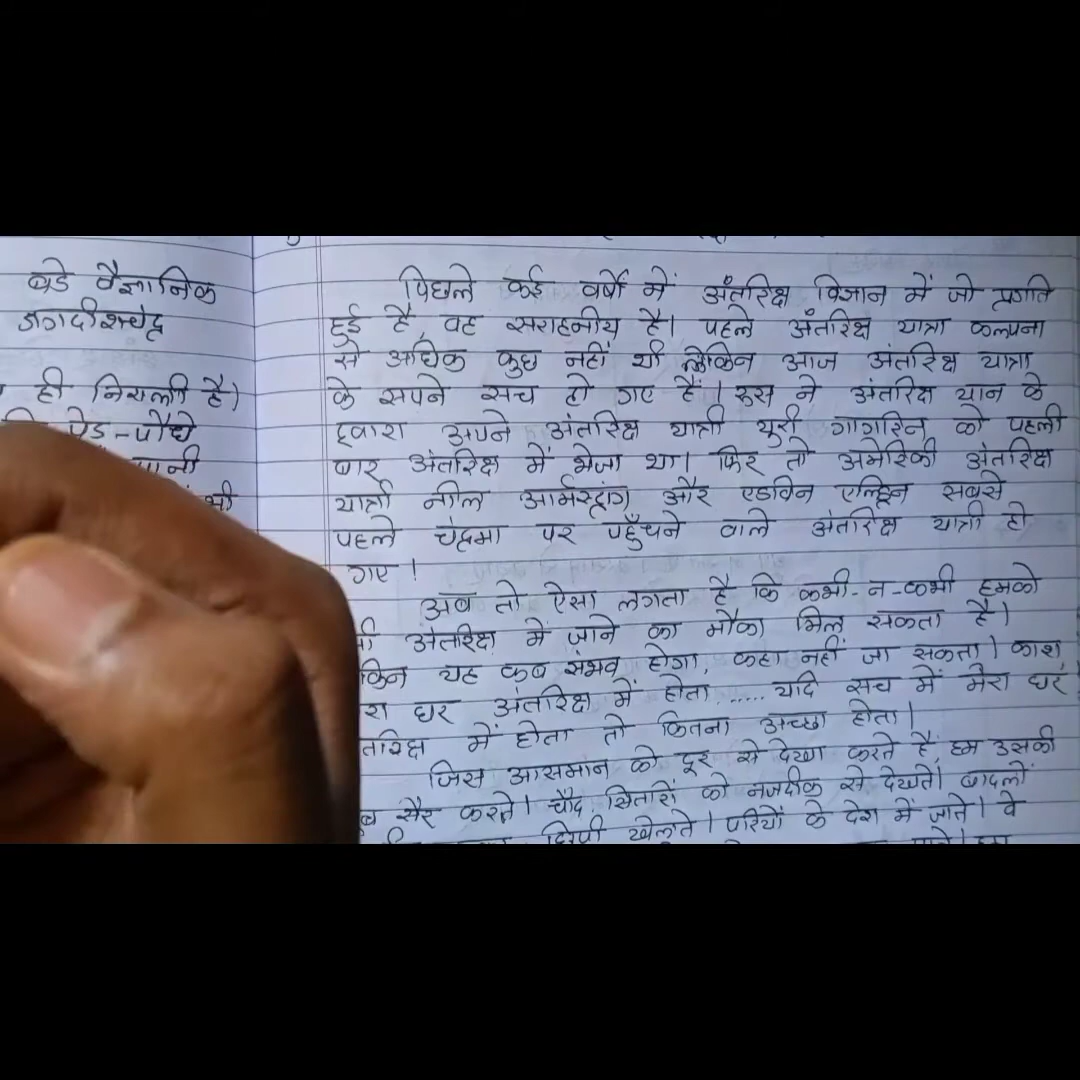 बडे वैज्ञानिक
जगदीशचंद्र
ही निराली है।
पेड-पौधे
पानी
भी
पिछले कई वर्षों में अंतरिक्ष विज्ञान में जो प्रगति
हुई है, वह सराहनीय है। पहले अंतरिक्ष यात्रा कल्पना
से अधिक कुछ नहीं थी लेकिन आज अंतरिक्ष यात्रा
के सपने सच हो गए हैं। रुस ने अंतरिक्ष यान के
द्वारा अपने अंतरिक्ष यात्री युरी गागारिन को पहली
बार अंतरिक्ष में भेजा था। फिर तो अमेरिकी अंतरिक्ष
यात्री नील आर्मस्ट्रांग और एडविन एल्ड्रिन सबसे
पहले चंद्रमा पर पहुँचने वाले अंतरिक्ष यात्री हो
गए।
अब तो ऐसा लगता है कि कभी-न-कभी हमको
अंतरिक्ष में जाने का मौका मिल सकता है।
यह कब संभव होगा, कहा नहीं जा सकता। काश
घर अंतरिक्ष में होता...... यदि सच में मेरा घर
में होता तो कितना अच्छा होता।
जिस आसमान को दूर से देखा करते हैं, हम उसकी
सैर करते। चाँद सितारों को नजदीक से देखते। बादलों
खेलते। परियों के देश में जाते। वे